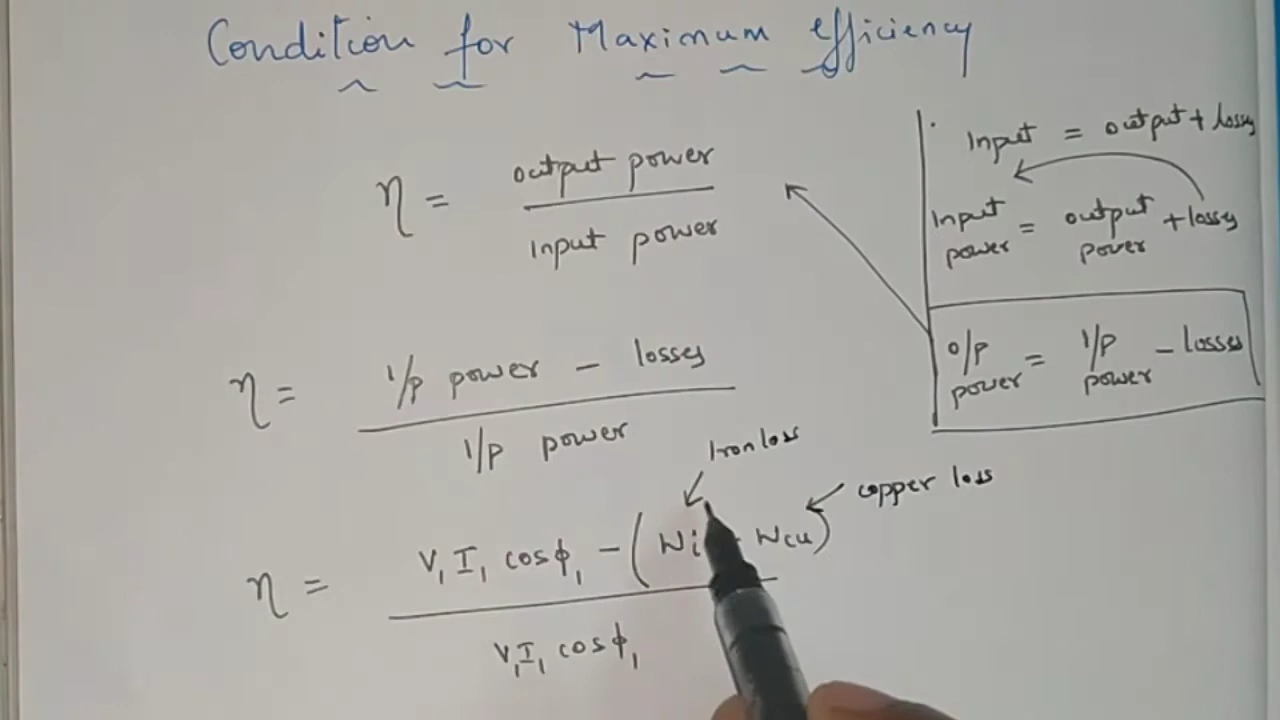 Condition for Maximum efficiency
η = output power
input power
Input = output + losses
Input power = output power + losses
O/P power = I/P power - losses
η = I/P power - losses
I/P power
Iron loss
copper loss
η = V₁ I₁ cosϕ₁ - (Wi Wcu)
V₁ I₁ cosϕ₁